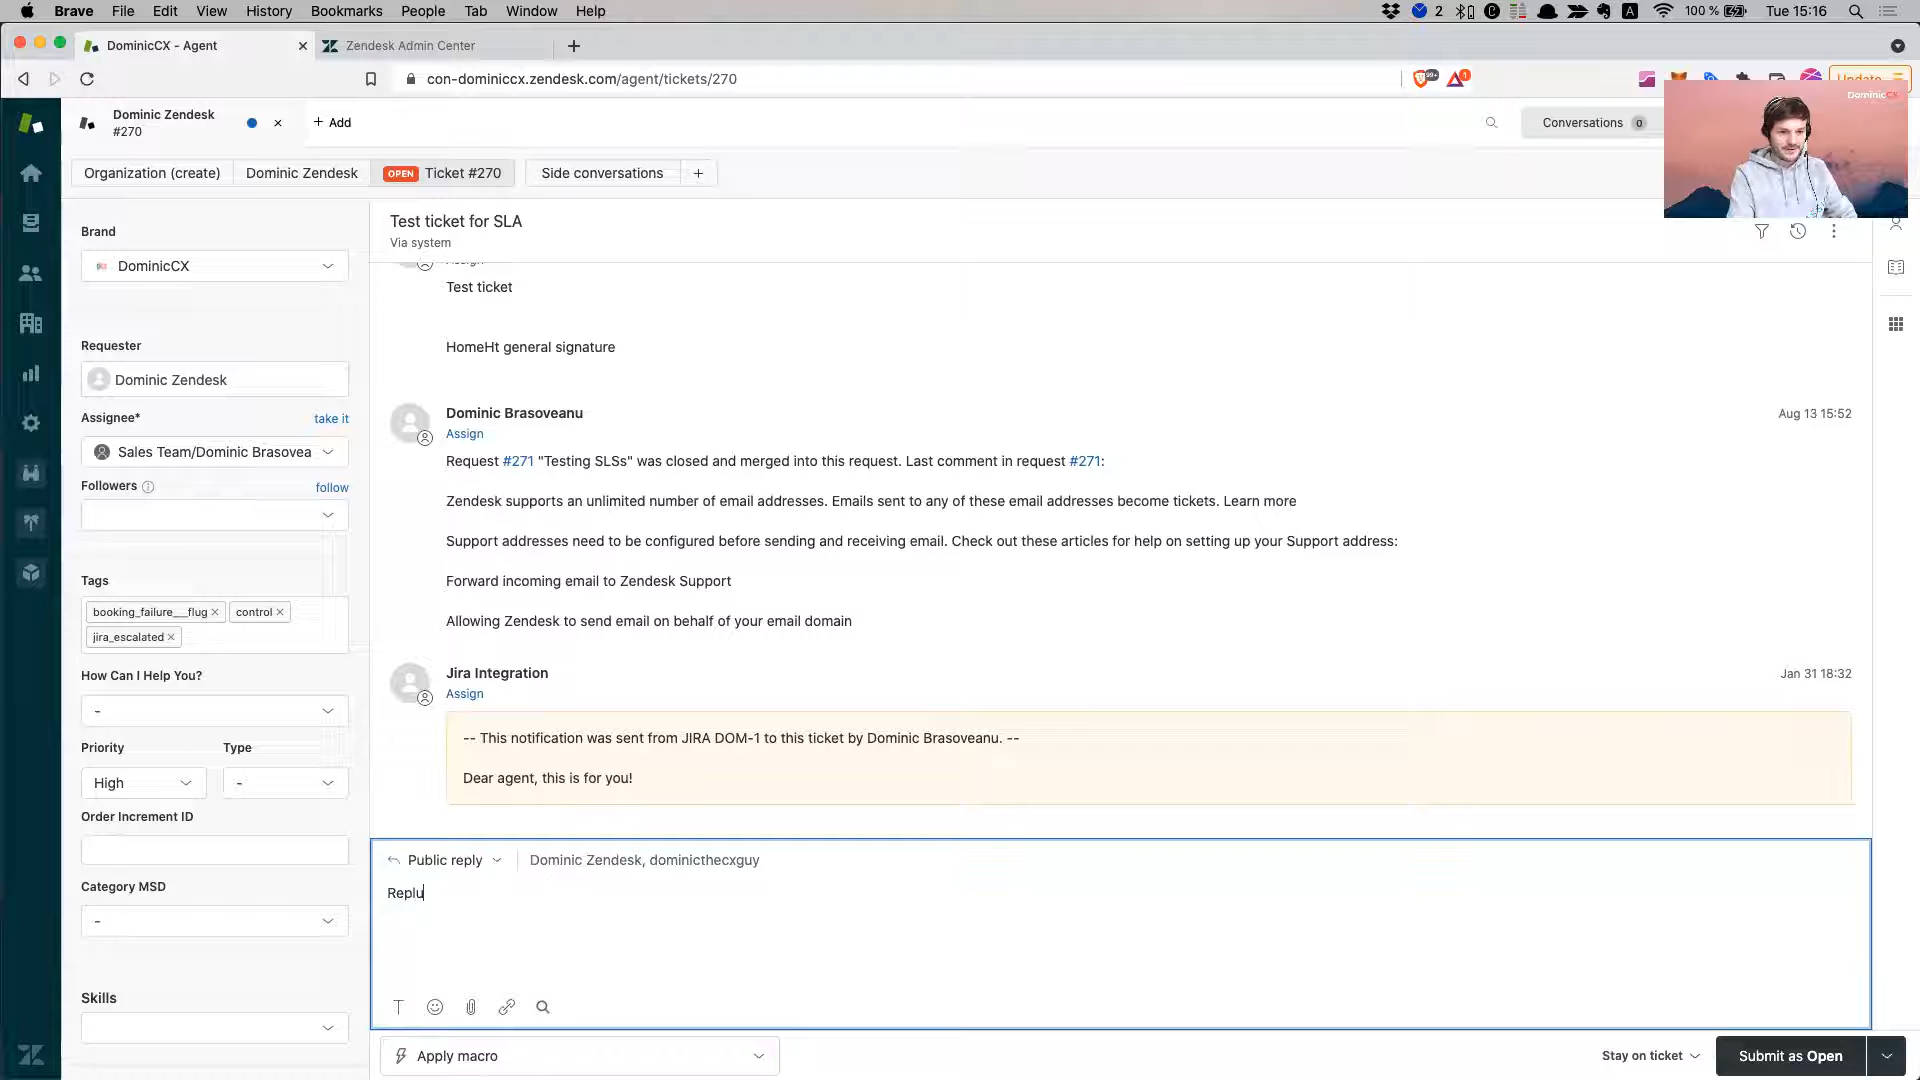 Brave File Edit View History Bookmarks People Tab Window Help
2 100 % Tue 15:16
DominicCX - Agent
Zendesk Admin Center
con-dominiccx.zendesk.com/agent/tickets/270
99+
1
Update
DominicCX
Dominic Zendesk
#270
+ Add
Conversations 0
Organization (create)
Dominic Zendesk
OPEN Ticket #270
Side conversations
+
Test ticket for SLA
Via system
Brand
DominicCX
Requester
Dominic Zendesk
Assignee*
take it
Sales Team/Dominic Brasovea
Followers
follow
Tags
booking_failure__flug
control
jira_escalated
How Can I Help You?
-
Priority
Type
High
-
Order Increment ID
Category MSD
-
Skills
Test ticket
HomeHt general signature
Dominic Brasoveanu
Aug 13 15:52
Assign
Request #271 "Testing SLSs" was closed and merged into this request. Last comment in request #271:
Zendesk supports an unlimited number of email addresses. Emails sent to any of these email addresses become tickets. Learn more
Support addresses need to be configured before sending and receiving email. Check out these articles for help on setting up your Support address:
Forward incoming email to Zendesk Support
Allowing Zendesk to send email on behalf of your email domain
Jira Integration
Jan 31 18:32
Assign
-- This notification was sent from JIRA DOM-1 to this ticket by Dominic Brasoveanu. --
Dear agent, this is for you!
Public reply
Dominic Zendesk, dominicthecxguy
Replu
Apply macro
Stay on ticket
Submit as Open